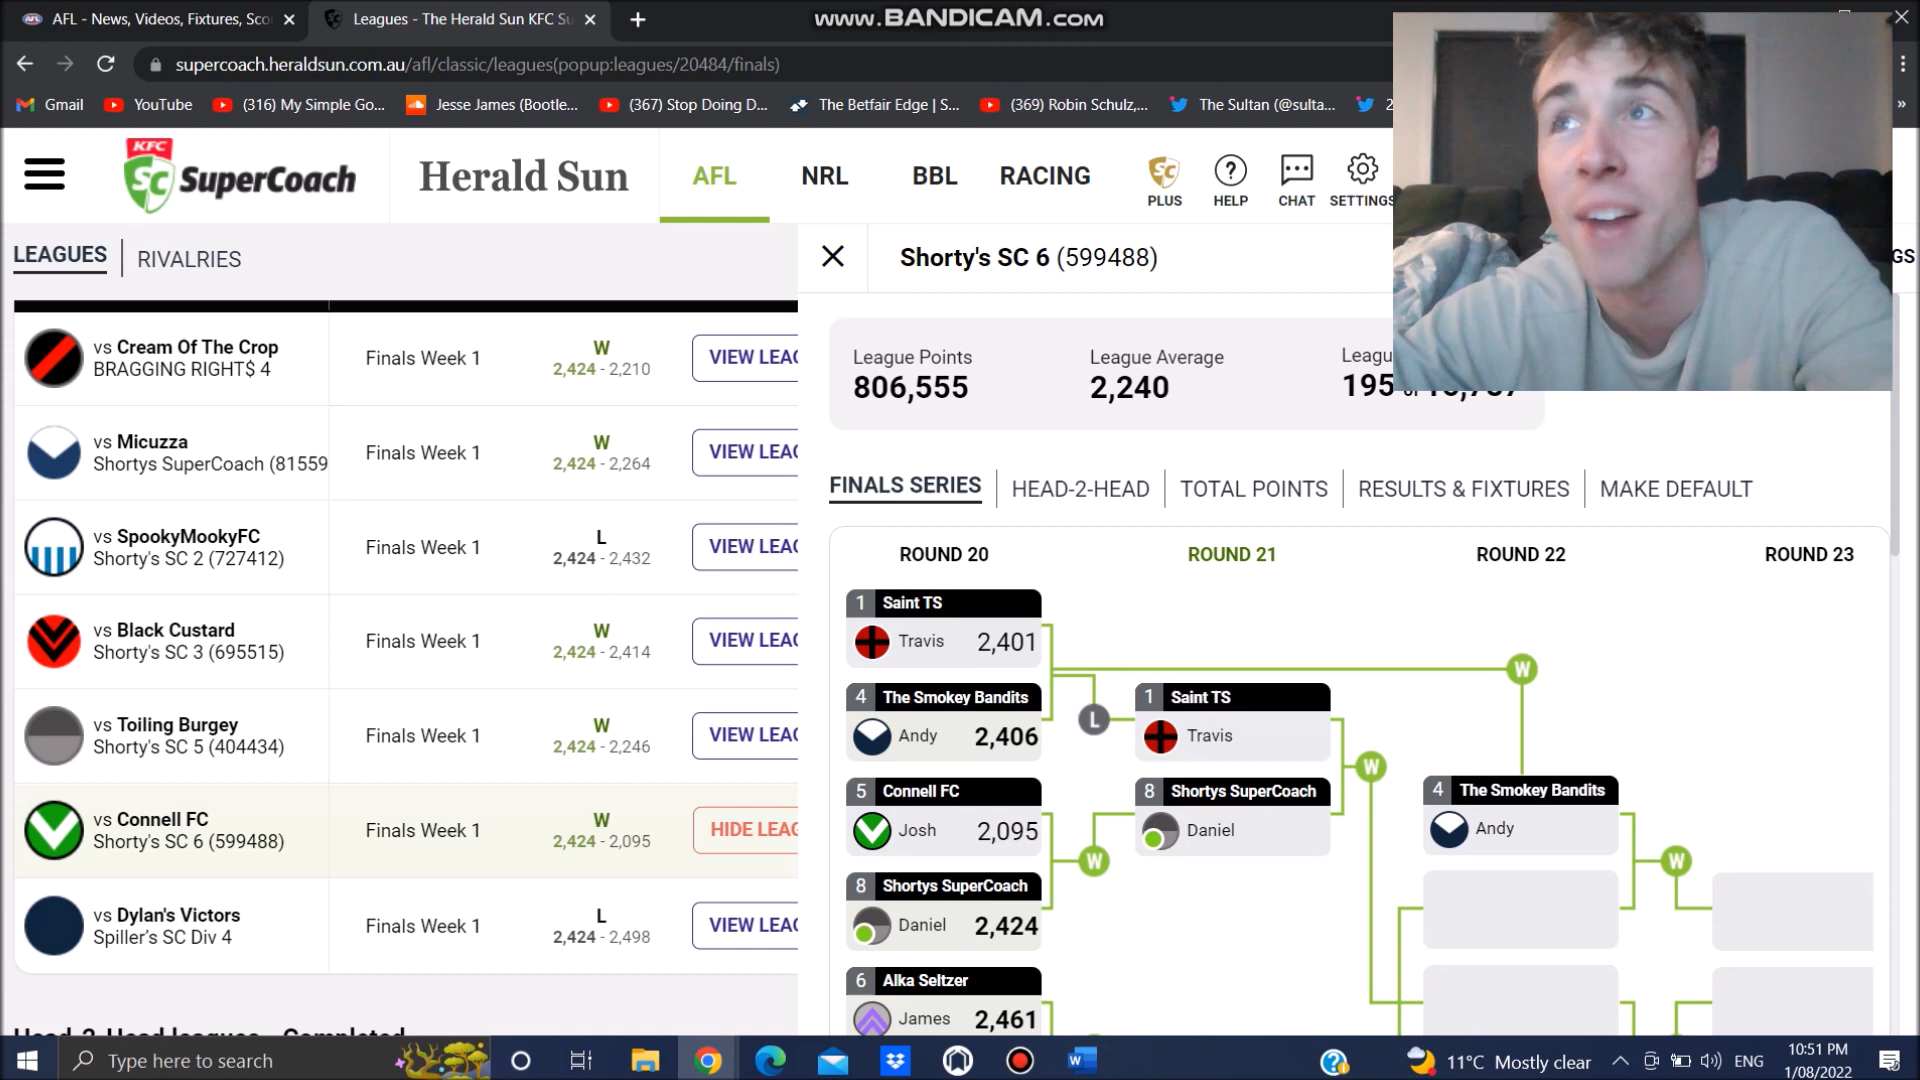 AFL - News, Videos, Fixtures, Sco
Leagues - The Herald Sun KFC Su
www.BANDICAM.com
supercoach.heraldsun.com.au/afl/classic/leagues(popup:leagues/20484/finals)
Gmail
YouTube
(316) My Simple Go...
Jesse James (Bootle...
(367) Stop Doing D...
The Betfair Edge | S...
(369) Robin Schulz,...
The Sultan (@sulta...
2
KFC
SC SuperCoach
Herald Sun
AFL
NRL
BBL
RACING
SC
PLUS
HELP
CHAT
SETTINGS
LEAGUES
RIVALRIES
Shorty's SC 6 (599488)
GS
vs Cream Of The Crop
BRAGGING RIGHT$ 4
Finals Week 1
W
2,424 - 2,210
VIEW LEAG
vs Micuzza
Shortys SuperCoach (81559
Finals Week 1
W
2,424 - 2,264
VIEW LEAG
vs SpookyMookyFC
Shorty's SC 2 (727412)
Finals Week 1
L
2,424 - 2,432
VIEW LEAG
vs Black Custard
Shorty's SC 3 (695515)
Finals Week 1
W
2,424 - 2,414
VIEW LEAG
vs Toiling Burgey
Shorty's SC 5 (404434)
Finals Week 1
W
2,424 - 2,246
VIEW LEAG
vs Connell FC
Shorty's SC 6 (599488)
Finals Week 1
W
2,424 - 2,095
HIDE LEAG
vs Dylan's Victors
Spiller's SC Div 4
Finals Week 1
L
2,424 - 2,498
VIEW LEAG
League Points
806,555
League Average
2,240
Leagu
195 of
FINALS SERIES
HEAD-2-HEAD
TOTAL POINTS
RESULTS & FIXTURES
MAKE DEFAULT
ROUND 20
ROUND 21
ROUND 22
ROUND 23
1 Saint TS
Travis 2,401
4 The Smokey Bandits
Andy 2,406
5 Connell FC
Josh 2,095
8 Shortys SuperCoach
Daniel 2,424
6 Alka Seltzer
James 2,461
L
W
1 Saint TS
Travis
8 Shortys SuperCoach
Daniel
W
W
4 The Smokey Bandits
Andy
W
Type here to search
11°C Mostly clear
ENG
10:51 PM
1/08/2022